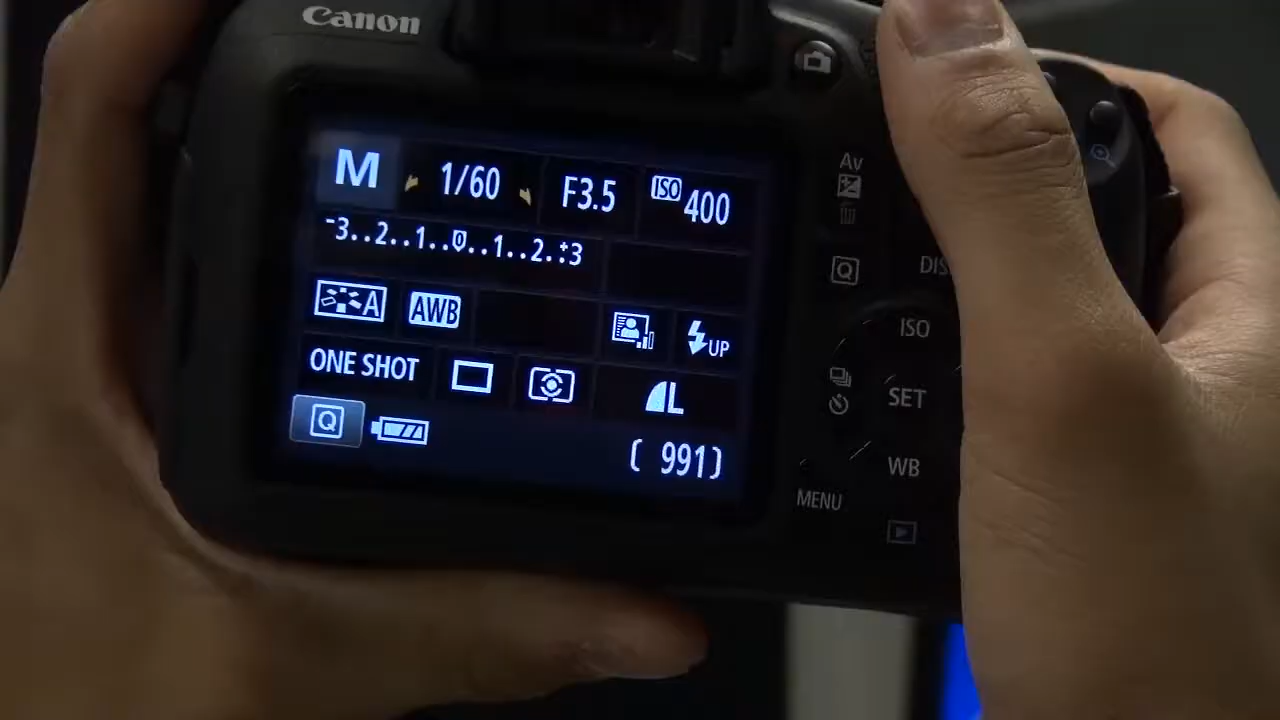 Canon
M 1/60 F3.5 ISO 400
-3..2..1..0..1..2.:+3
A AWB UP
ONE SHOT L
Q [ 991]
Av
Q DIS
ISO
SET
WB
MENU